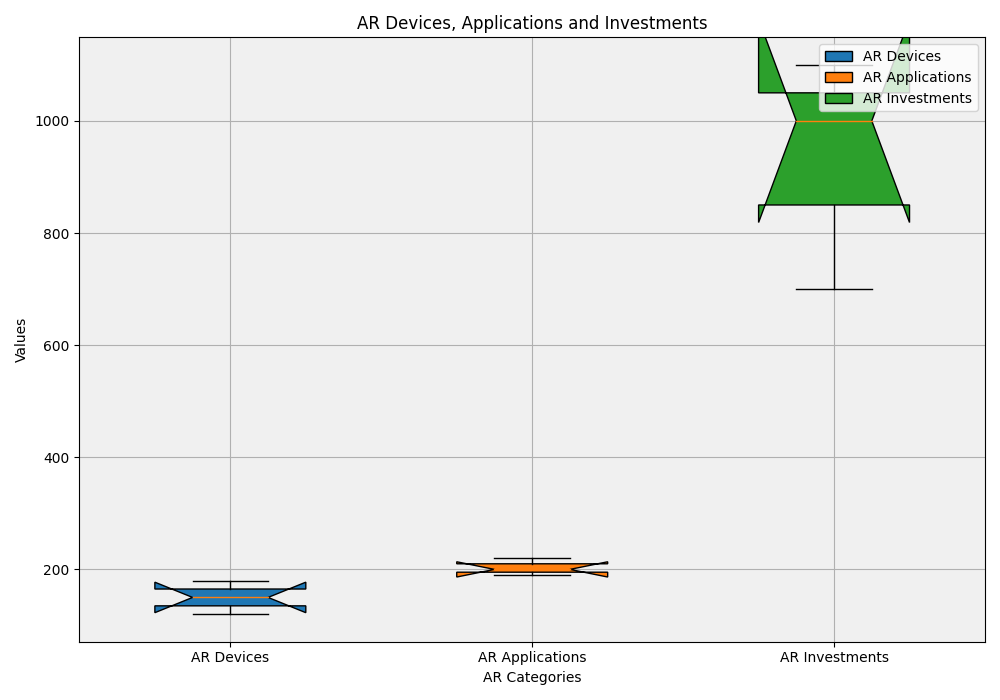 AR Devices, Applications and Investments
AR Devices
AR Applications
AR Investments
1000
800
600
400
200
Values
AR Devices
AR Applications
AR Investments
AR Categories